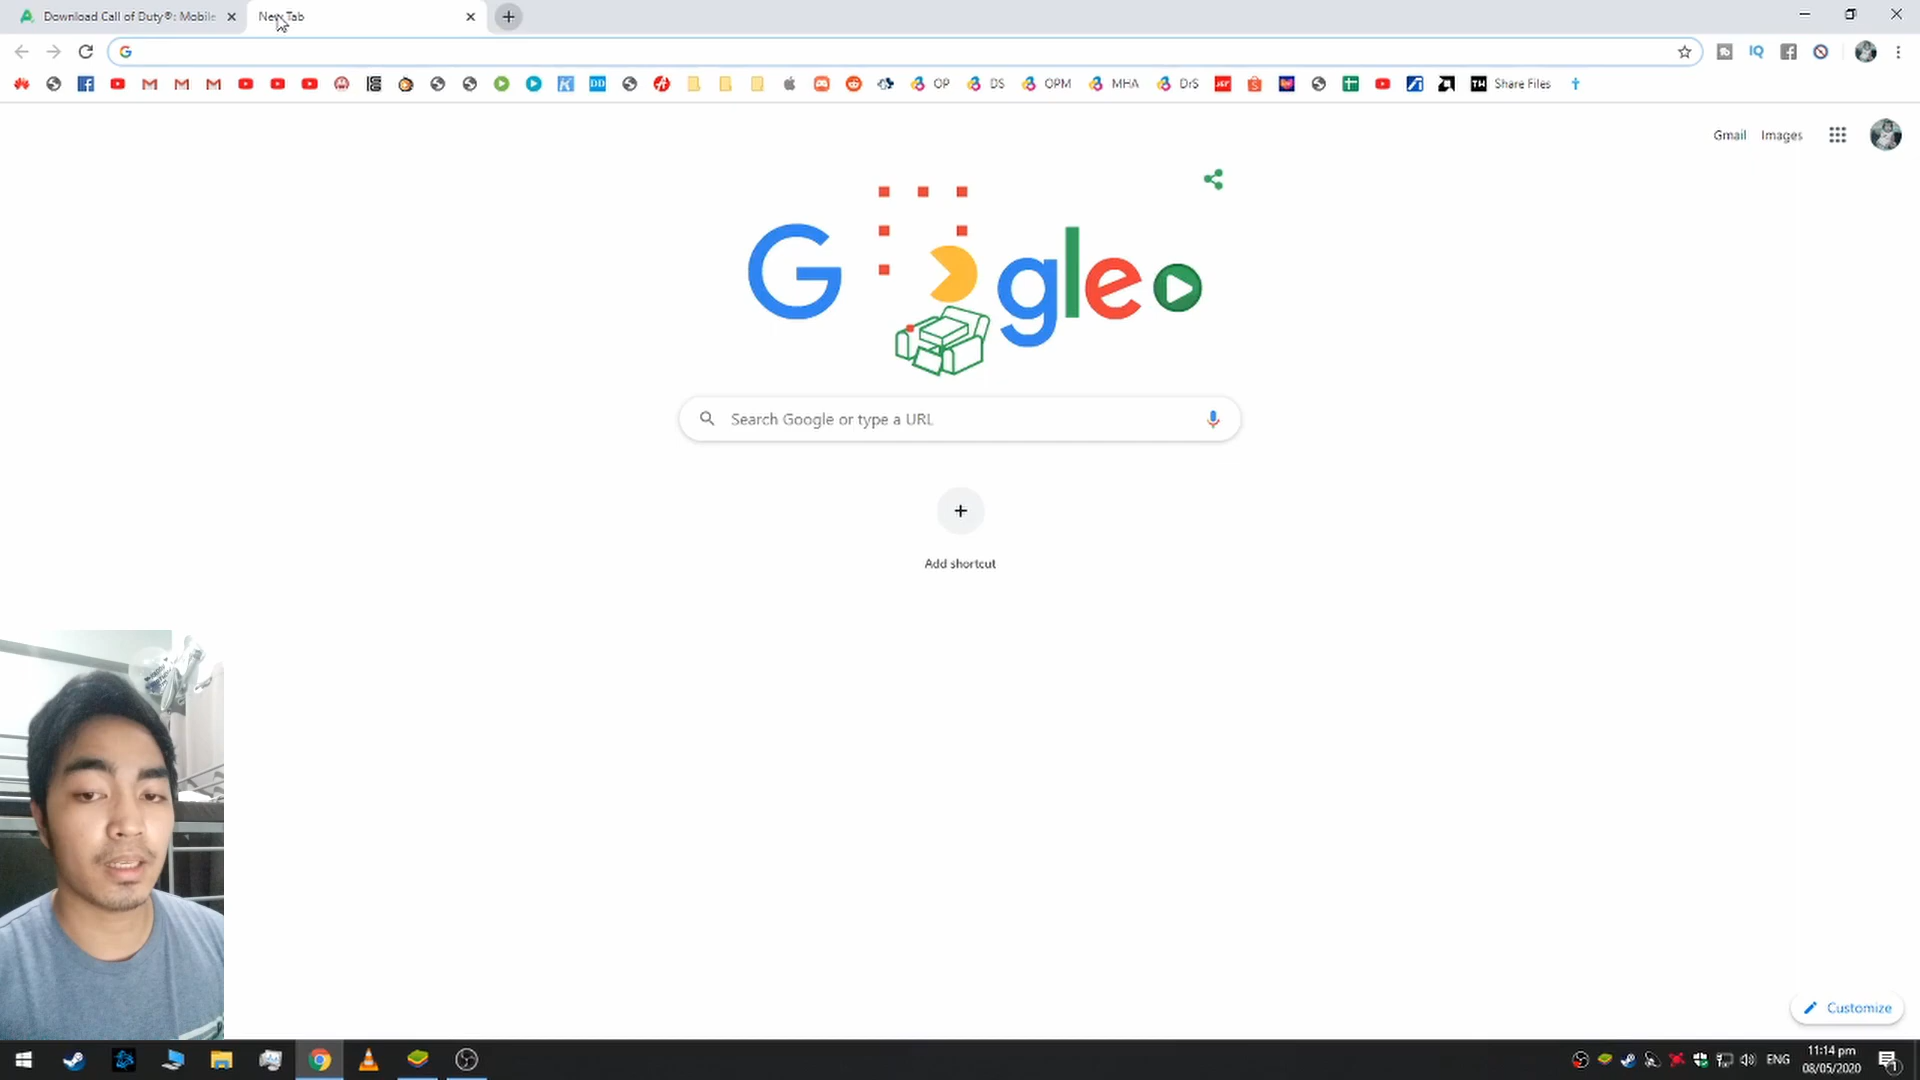 Download Call of Duty®: Mobile
New Tab
OP
DS
OPM
MHA
DrS
Share Files
Gmail
Images
G gle
Search Google or type a URL
Add shortcut
Customize
ENG
11:14 pm
08/05/2020